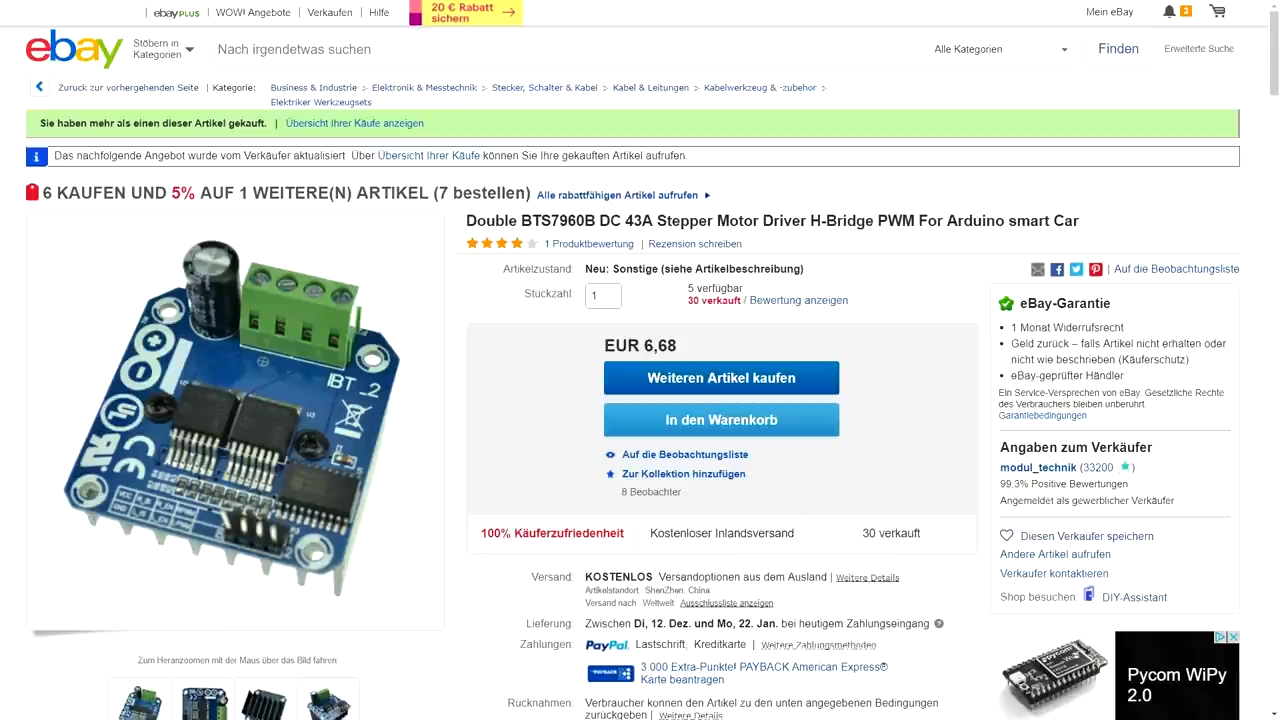 | ebay PLUS | WOW! Angebote | Verkaufen | Hilfe
20 € Rabatt
sichern
Mein eBay
3
ebay
Stöbern in
Kategorien
Nach irgendetwas suchen
Alle Kategorien
Finden
Erweiterte Suche
Zurück zur vorhergehenden Seite | Kategorie: Business & Industrie > Elektronik & Messtechnik > Stecker, Schalter & Kabel > Kabel & Leitungen > Kabelwerkzeug & -zubehör >
Elektriker Werkzeugsets
Sie haben mehr als einen dieser Artikel gekauft. | Übersicht Ihrer Käufe anzeigen
Das nachfolgende Angebot wurde vom Verkäufer aktualisiert. Über Übersicht Ihrer Käufe können Sie Ihre gekauften Artikel aufrufen.
6 KAUFEN UND 5% AUF 1 WEITERE(N) ARTIKEL (7 bestellen) Alle rabattfähigen Artikel aufrufen
IBT_2
Double BTS7960B DC 43A Stepper Motor Driver H-Bridge PWM For Arduino smart Car
1 Produktbewertung | Rezension schreiben
Artikelzustand: Neu: Sonstige (siehe Artikelbeschreibung)
Stückzahl: 1
5 verfügbar
30 verkauft / Bewertung anzeigen
EUR 6,68
Weiteren Artikel kaufen
In den Warenkorb
Auf die Beobachtungsliste
Zur Kollektion hinzufügen
8 Beobachter
100% Käuferzufriedenheit
Kostenloser Inlandsversand
30 verkauft
Versand: KOSTENLOS Versandoptionen aus dem Ausland | Weitere Details
Artikelstandort: ShenZhen, China
Versand nach: Weltweit Ausschlussliste anzeigen
Lieferung: Zwischen Di, 12. Dez. und Mo, 22. Jan. bei heutigem Zahlungseingang
Zahlungen: PayPal, Lastschrift, Kreditkarte | Weitere Zahlungsmethoden
PAYBACK 3.000 Extra-Punkte! PAYBACK American Express®
Karte beantragen
Rücknahmen: Verbraucher können den Artikel zu den unten angegebenen Bedingungen
zurückgeben | Weitere Details
Zum Heranzoomen mit der Maus über das Bild fahren
| Auf die Beobachtungsliste
eBay-Garantie
1 Monat Widerrufsrecht
Geld zurück – falls Artikel nicht erhalten oder
nicht wie beschrieben (Käuferschutz)
eBay-geprüfter Händler
Ein Service-Versprechen von eBay. Gesetzliche Rechte
des Verbrauchers bleiben unberührt.
Garantiebedingungen
Angaben zum Verkäufer
modul_technik (33200)
99.3% Positive Bewertungen
Angemeldet als gewerblicher Verkäufer
Diesen Verkäufer speichern
Andere Artikel aufrufen
Verkäufer kontaktieren
Shop besuchen: DIY-Assistant
Pycom WiPy
2.0